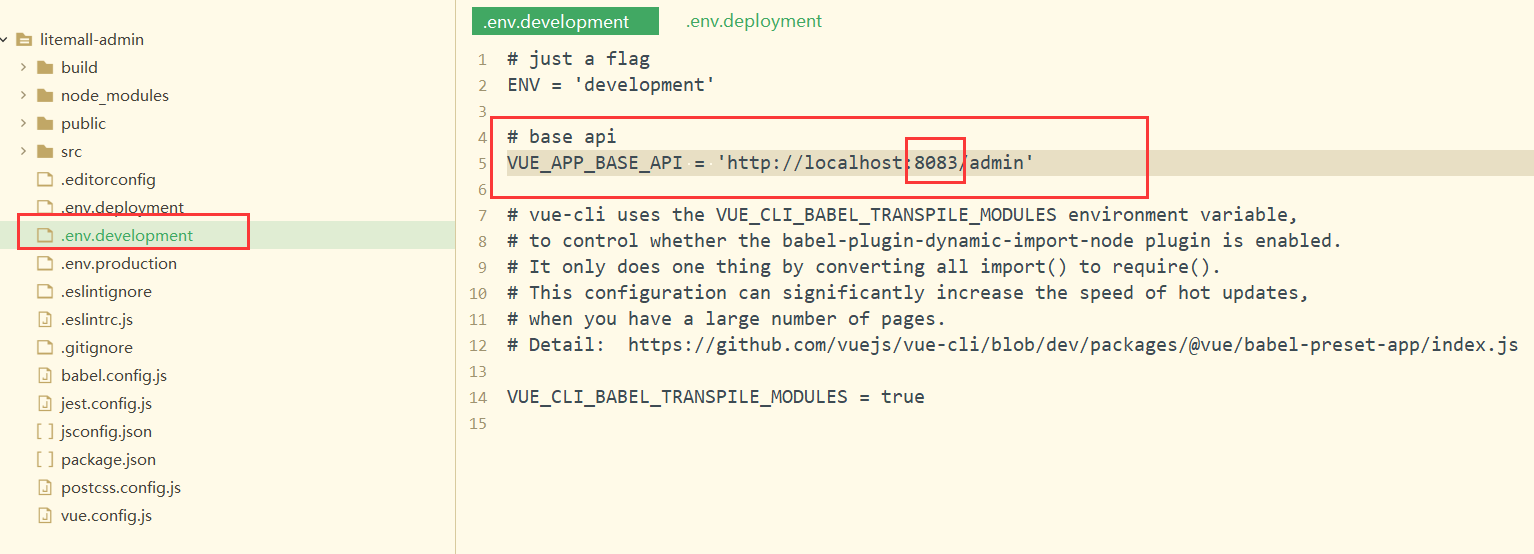 litemall-admin
build
node_modules
public
src
.editorconfig
.env.deployment
.env.development
.env.production
.eslintignore
.eslintrc.js
.gitignore
babel.config.js
jest.config.js
jsconfig.json
package.json
postcss.config.js
vue.config.js
.env.development
.env.deployment
1 # just a flag
2 ENV = 'development'
3
4 # base api
5 VUE_APP_BASE_API = 'http://localhost:8083/admin'
6
7 # vue-cli uses the VUE_CLI_BABEL_TRANSPILE_MODULES environment variable,
8 # to control whether the babel-plugin-dynamic-import-node plugin is enabled.
9 # It only does one thing by converting all import() to require().
10 # This configuration can significantly increase the speed of hot updates,
11 # when you have a large number of pages.
12 # Detail:  https://github.com/vuejs/vue-cli/blob/dev/packages/@vue/babel-preset-app/index.js
13
14 VUE_CLI_BABEL_TRANSPILE_MODULES = true
15